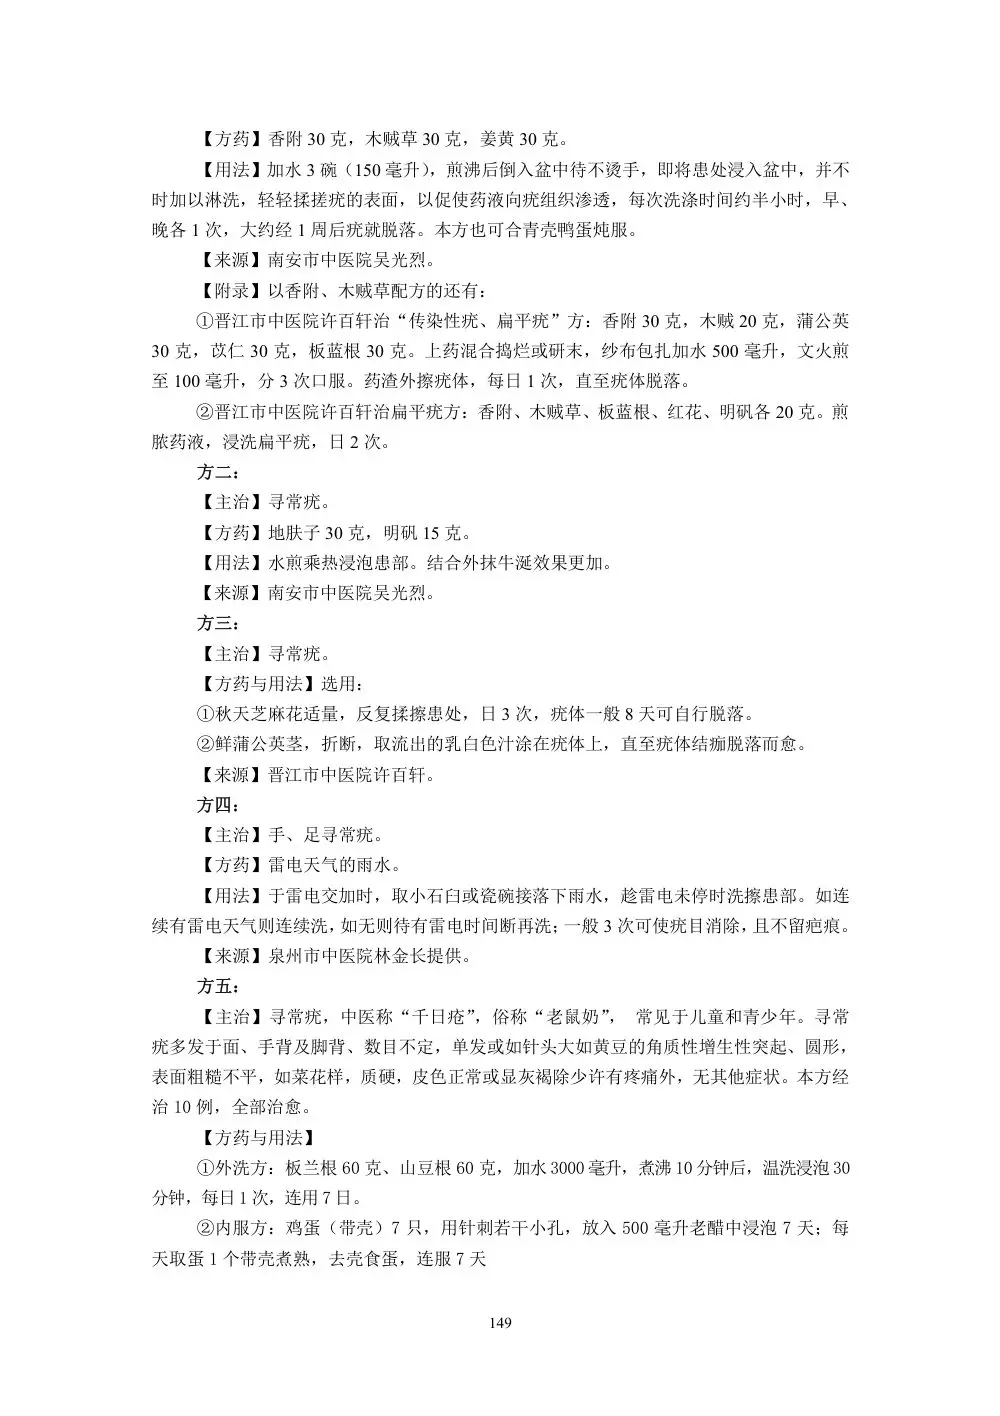 【方药】香附 30 克，木贼草 30 克，姜黄 30 克。
【用法】加水 3 碗（150 毫升），煎沸后倒入盆中待不烫手，即将患处浸入盆中，并不
时加以淋洗，轻轻揉搓疣的表面，以促使药液向疣组织渗透，每次洗涤时间约半小时，早、
晚各 1 次，大约经 1 周后疣就脱落。本方也可合青壳鸭蛋炖服。
【来源】南安市中医院吴光烈。
【附录】以香附、木贼草配方的还有：
①晋江市中医院许百轩治“传染性疣、扁平疣”方：香附 30 克，木贼 20 克，蒲公英
30 克，苡仁 30 克，板蓝根 30 克。上药混合捣烂或研末，纱布包扎加水 500 毫升，文火煎
至 100 毫升，分 3 次口服。药渣外擦疣体，每日 1 次，直至疣体脱落。
②晋江市中医院许百轩治扁平疣方：香附、木贼草、板蓝根、红花、明矾各 20 克。煎
脓药液，浸洗扁平疣，日 2 次。
方二：
【主治】寻常疣。
【方药】地肤子 30 克，明矾 15 克。
【用法】水煎乘热浸泡患部。结合外抹牛涎效果更加。
【来源】南安市中医院吴光烈。
方三：
【主治】寻常疣。
【方药与用法】选用：
①秋天芝麻花适量，反复揉擦患处，日 3 次，疣体一般 8 天可自行脱落。
②鲜蒲公英茎，折断，取流出的乳白色汁涂在疣体上，直至疣体结痂脱落而愈。
【来源】晋江市中医院许百轩。
方四：
【主治】手、足寻常疣。
【方药】雷电天气的雨水。
【用法】于雷电交加时，取小石臼或瓷碗接落下雨水，趁雷电未停时洗擦患部。如连
续有雷电天气则连续洗，如无则待有雷电时间断再洗；一般 3 次可使疣目消除，且不留疤痕。
【来源】泉州市中医院林金长提供。
方五：
【主治】寻常疣，中医称“千日疮”，俗称“老鼠奶”， 常见于儿童和青少年。寻常
疣多发于面、手背及脚背、数目不定，单发或如针头大如黄豆的角质性增生性突起、圆形，
表面粗糙不平，如菜花样，质硬，皮色正常或显灰褐除少许有疼痛外，无其他症状。本方经
治 10 例，全部治愈。
【方药与用法】
①外洗方：板兰根 60 克、山豆根 60 克，加水 3000 毫升，煮沸 10 分钟后，温洗浸泡 30
分钟，每日 1 次，连用 7 日。
②内服方：鸡蛋（带壳）7 只，用针刺若干小孔，放入 500 毫升老醋中浸泡 7 天；每
天取蛋 1 个带壳煮熟，去壳食蛋，连服 7 天
149